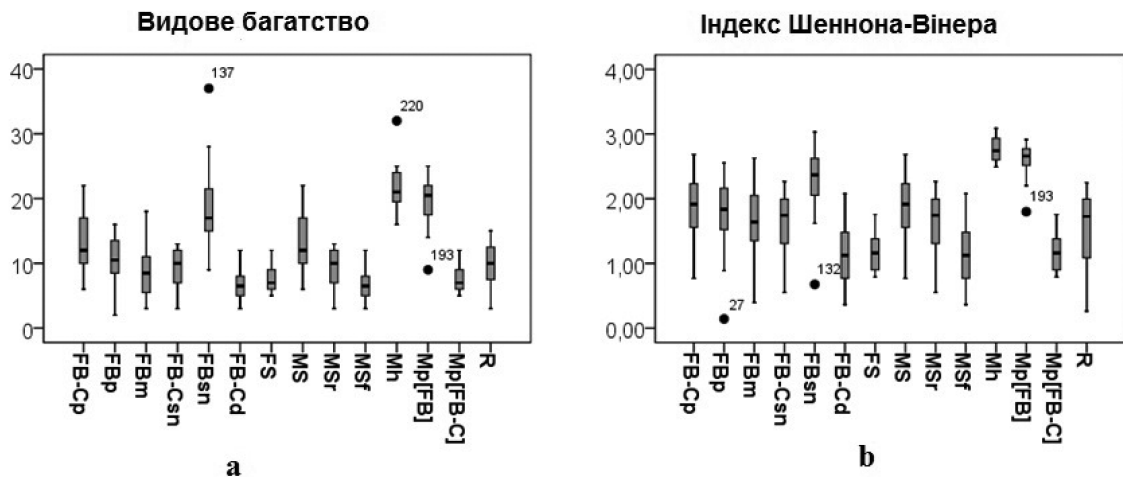 Видове багатство
40
30
20
10
0
137
220
193
FB-Cp
FBp
FBm
FB-Csn
FBsn
FB-Cd
FS
MS
MSr
MSf
Mh
Mp[FB]
Mp[FB-C]
R
a
Індекс Шеннона-Вінера
4,00
3,00
2,00
1,00
0,00
27
132
193
FB-Cp
FBp
FBm
FB-Csn
FBsn
FB-Cd
FS
MS
MSr
MSf
Mh
Mp[FB]
Mp[FB-C]
R
b